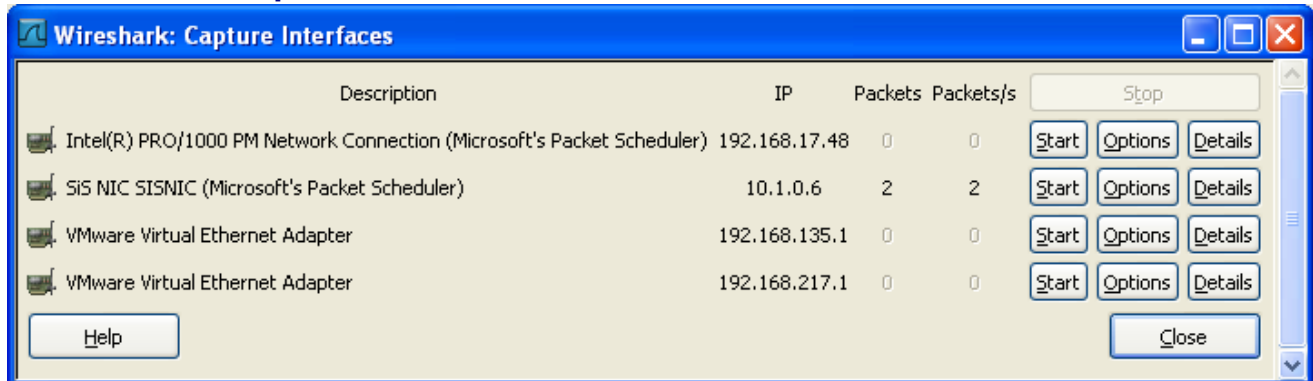 Wireshark: Capture Interfaces
Description IP Packets Packets/s Stop
Intel(R) PRO/1000 PM Network Connection (Microsoft's Packet Scheduler) 192.168.17.48 0 0 Start Options Details
SiS NIC SISNIC (Microsoft's Packet Scheduler) 10.1.0.6 2 2 Start Options Details
VMware Virtual Ethernet Adapter 192.168.135.1 0 0 Start Options Details
VMware Virtual Ethernet Adapter 192.168.217.1 0 0 Start Options Details
Help Close